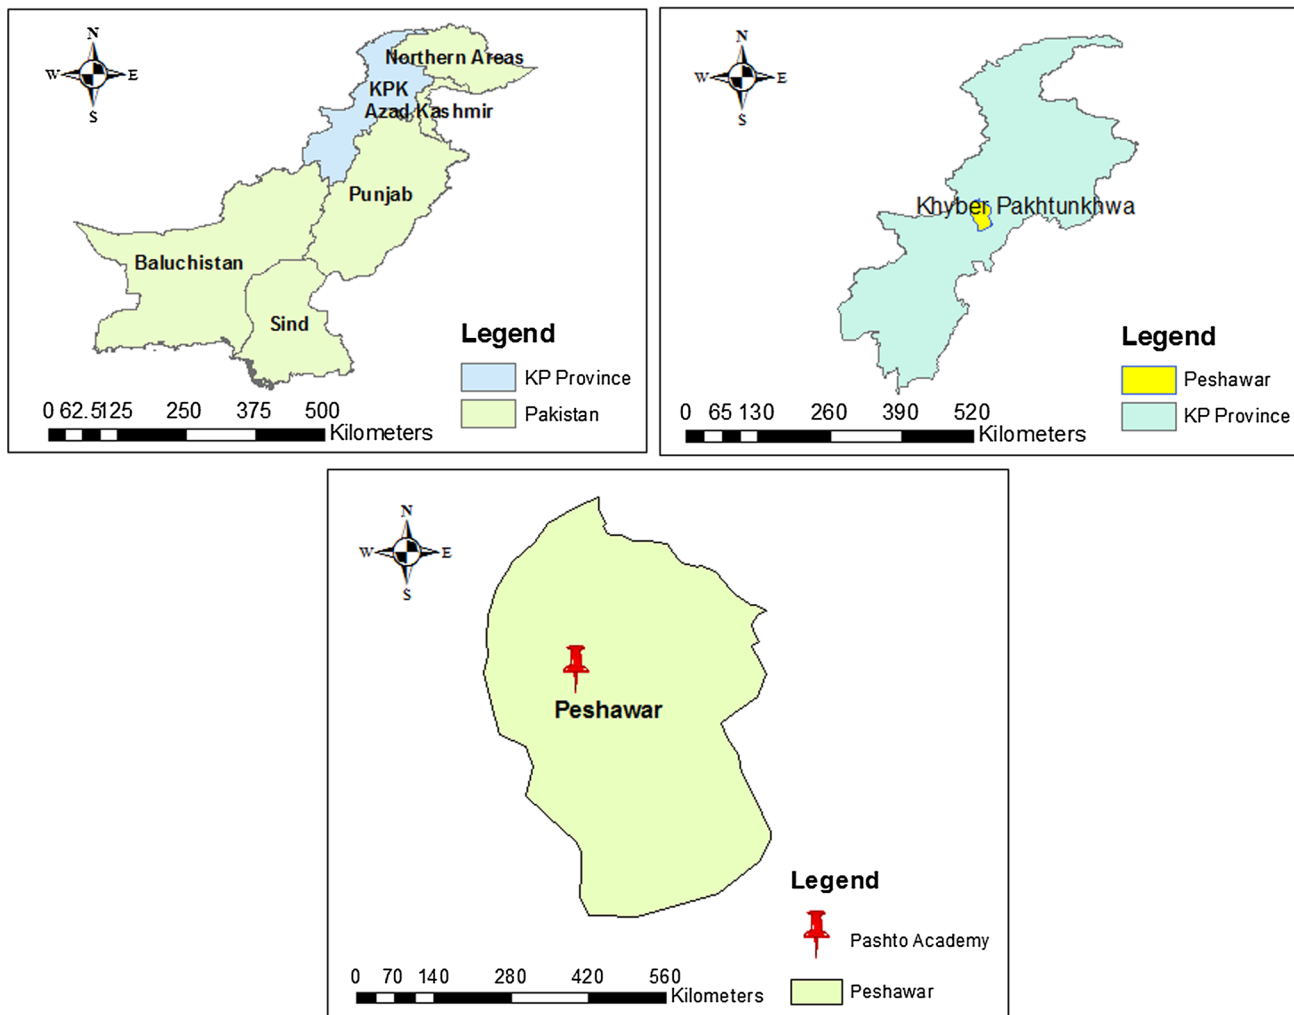 N
W E
S
Northern Areas
KPK
Azad Kashmir
Punjab
Baluchistan
Sind
Legend
KP Province
Pakistan
0 62.5125 250 375 500
Kilometers
N
W E
S
Khyber Pakhtunkhwa
Legend
Peshawar
KP Province
0 65 130 260 390 520
Kilometers
N
W E
S
Peshawar
Legend
Pashto Academy
Peshawar
0 70 140 280 420 560
Kilometers